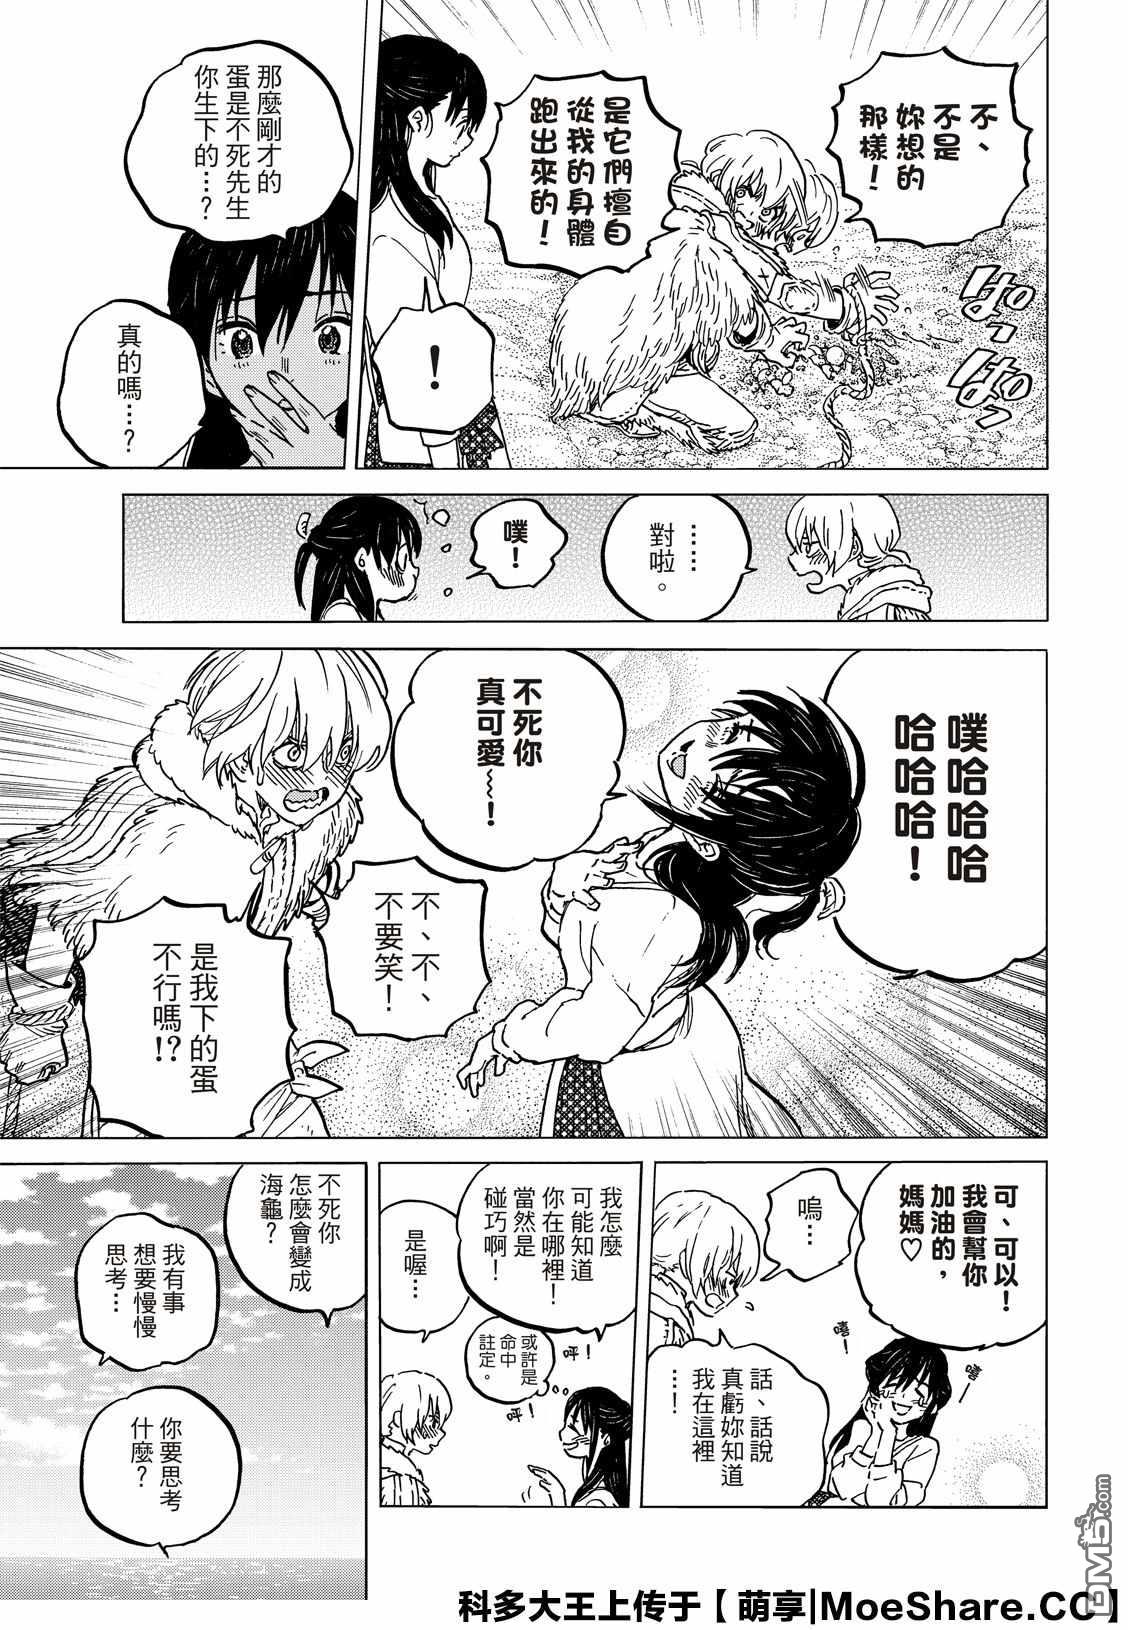 不、
不是
妳想的
那樣！
是它們擅自
從我的身體
跑出來的！
ぱっ
ぱっ
！
那麼剛才的
蛋是不死先生
你生下的…？
真的嗎…？
……
對啦。
噗！
噗哈哈哈哈
哈哈哈！
不死你
真可愛～！
不、不、
不要笑！
是我下的蛋
不行嗎!?
可、可以！
我會幫你
加油的，
媽媽♡
嘻！
嘻—
嗚…
話、話說
真虧妳知道
我在這裡
…！
我怎麼
可能知道
你在哪裡！
當然是
碰巧啊！
或許是
命中
註定。
呼！
呼！
是喔…
不死你
怎麼會變成
海龜？
我有事
想要慢慢
思考…
你要思考
什麼？
DM5.com
科多大王上传于【萌享|MoeShare.CC】